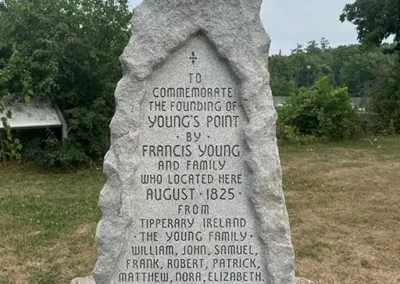 TO
COMMEMORATE
THE FOUNDING OF
YOUNG'S POINT
· BY ·
FRANCIS YOUNG
AND FAMILY
WHO LOCATED HERE
AUGUST · 1825 ·
FROM
TIPPERARY IRELAND
· THE YOUNG FAMILY ·
WILLIAM, JOHN, SAMUEL,
FRANK, ROBERT, PATRICK,
MATTHEW, NORA, ELIZABETH.